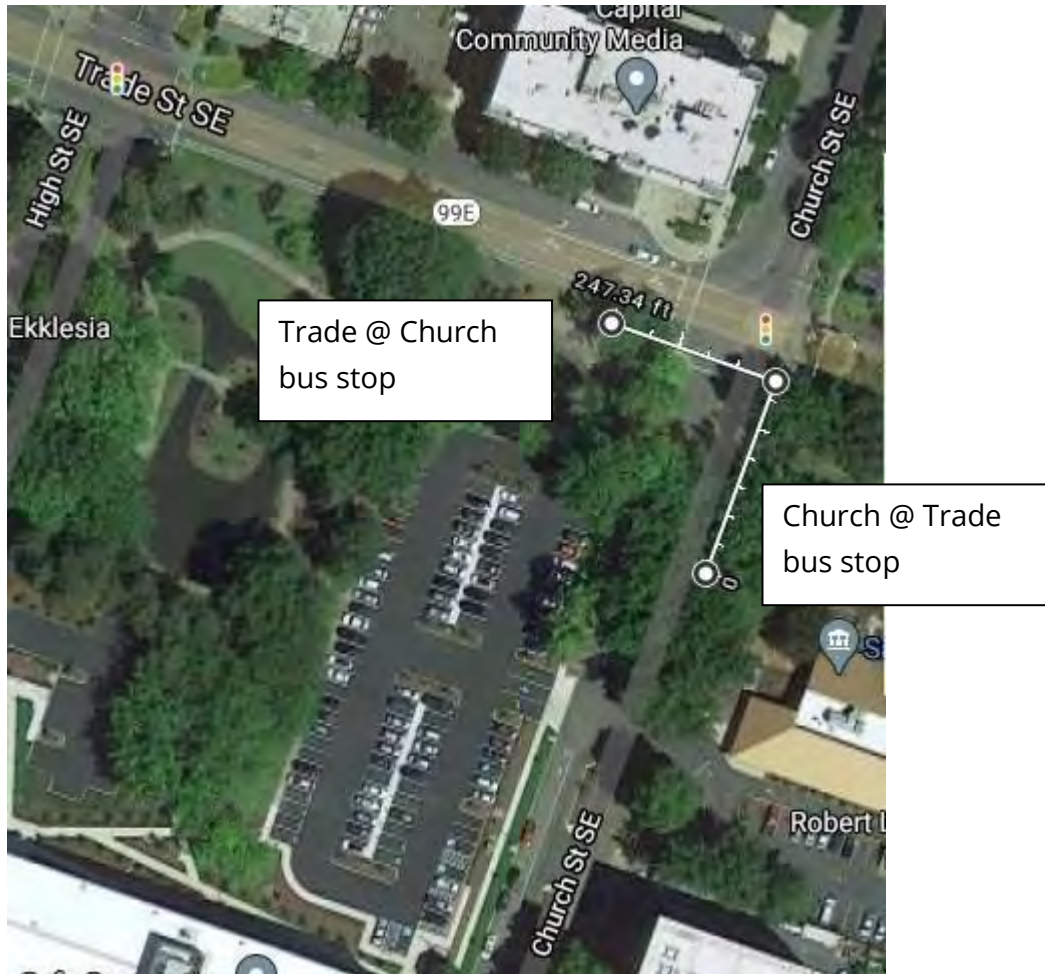 Capital
Community Media
Trade St SE
High St SE
Church St SE
99E
247.34 ft
Ekklesia
Trade @ Church
bus stop
Church @ Trade
bus stop
0
S
Robert L
Church St SE